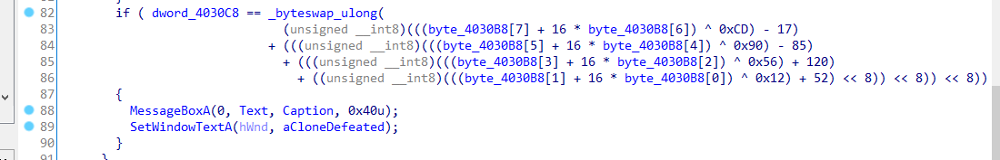 82 if ( dword_4030C8 == _byteswap_ulong(
83 (unsigned __int8)(((byte_4030B8[7] + 16 * byte_4030B8[6]) ^ 0xCD) - 17)
84 + (((unsigned __int8)(((byte_4030B8[5] + 16 * byte_4030B8[4]) ^ 0x90) - 85)
85 + (((unsigned __int8)(((byte_4030B8[3] + 16 * byte_4030B8[2]) ^ 0x56) + 120)
86 + ((unsigned __int8)(((byte_4030B8[1] + 16 * byte_4030B8[0]) ^ 0x12) + 52) << 8)) << 8)) << 8))
87 {
88 MessageBoxA(0, Text, Caption, 0x40u);
89 SetWindowTextA(hWnd, aCloneDefeated);
90 }
91 }